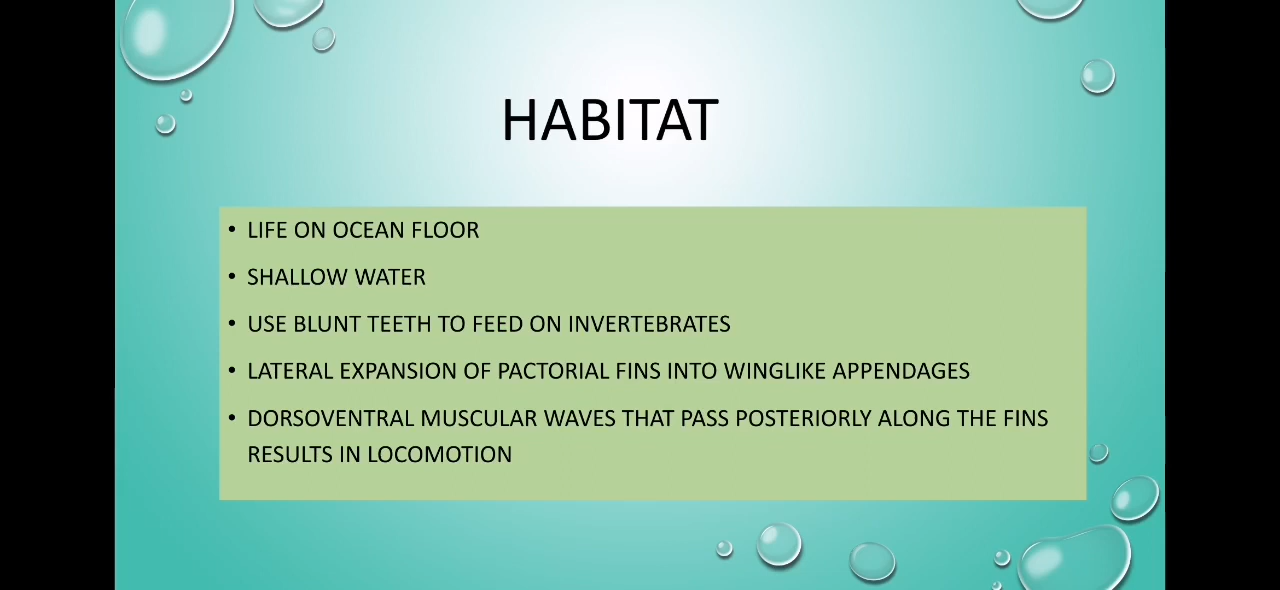 HABITAT
• LIFE ON OCEAN FLOOR
• SHALLOW WATER
• USE BLUNT TEETH TO FEED ON INVERTEBRATES
• LATERAL EXPANSION OF PACTORIAL FINS INTO WINGLIKE APPENDAGES
• DORSOVENTRAL MUSCULAR WAVES THAT PASS POSTERIORLY ALONG THE FINS
RESULTS IN LOCOMOTION